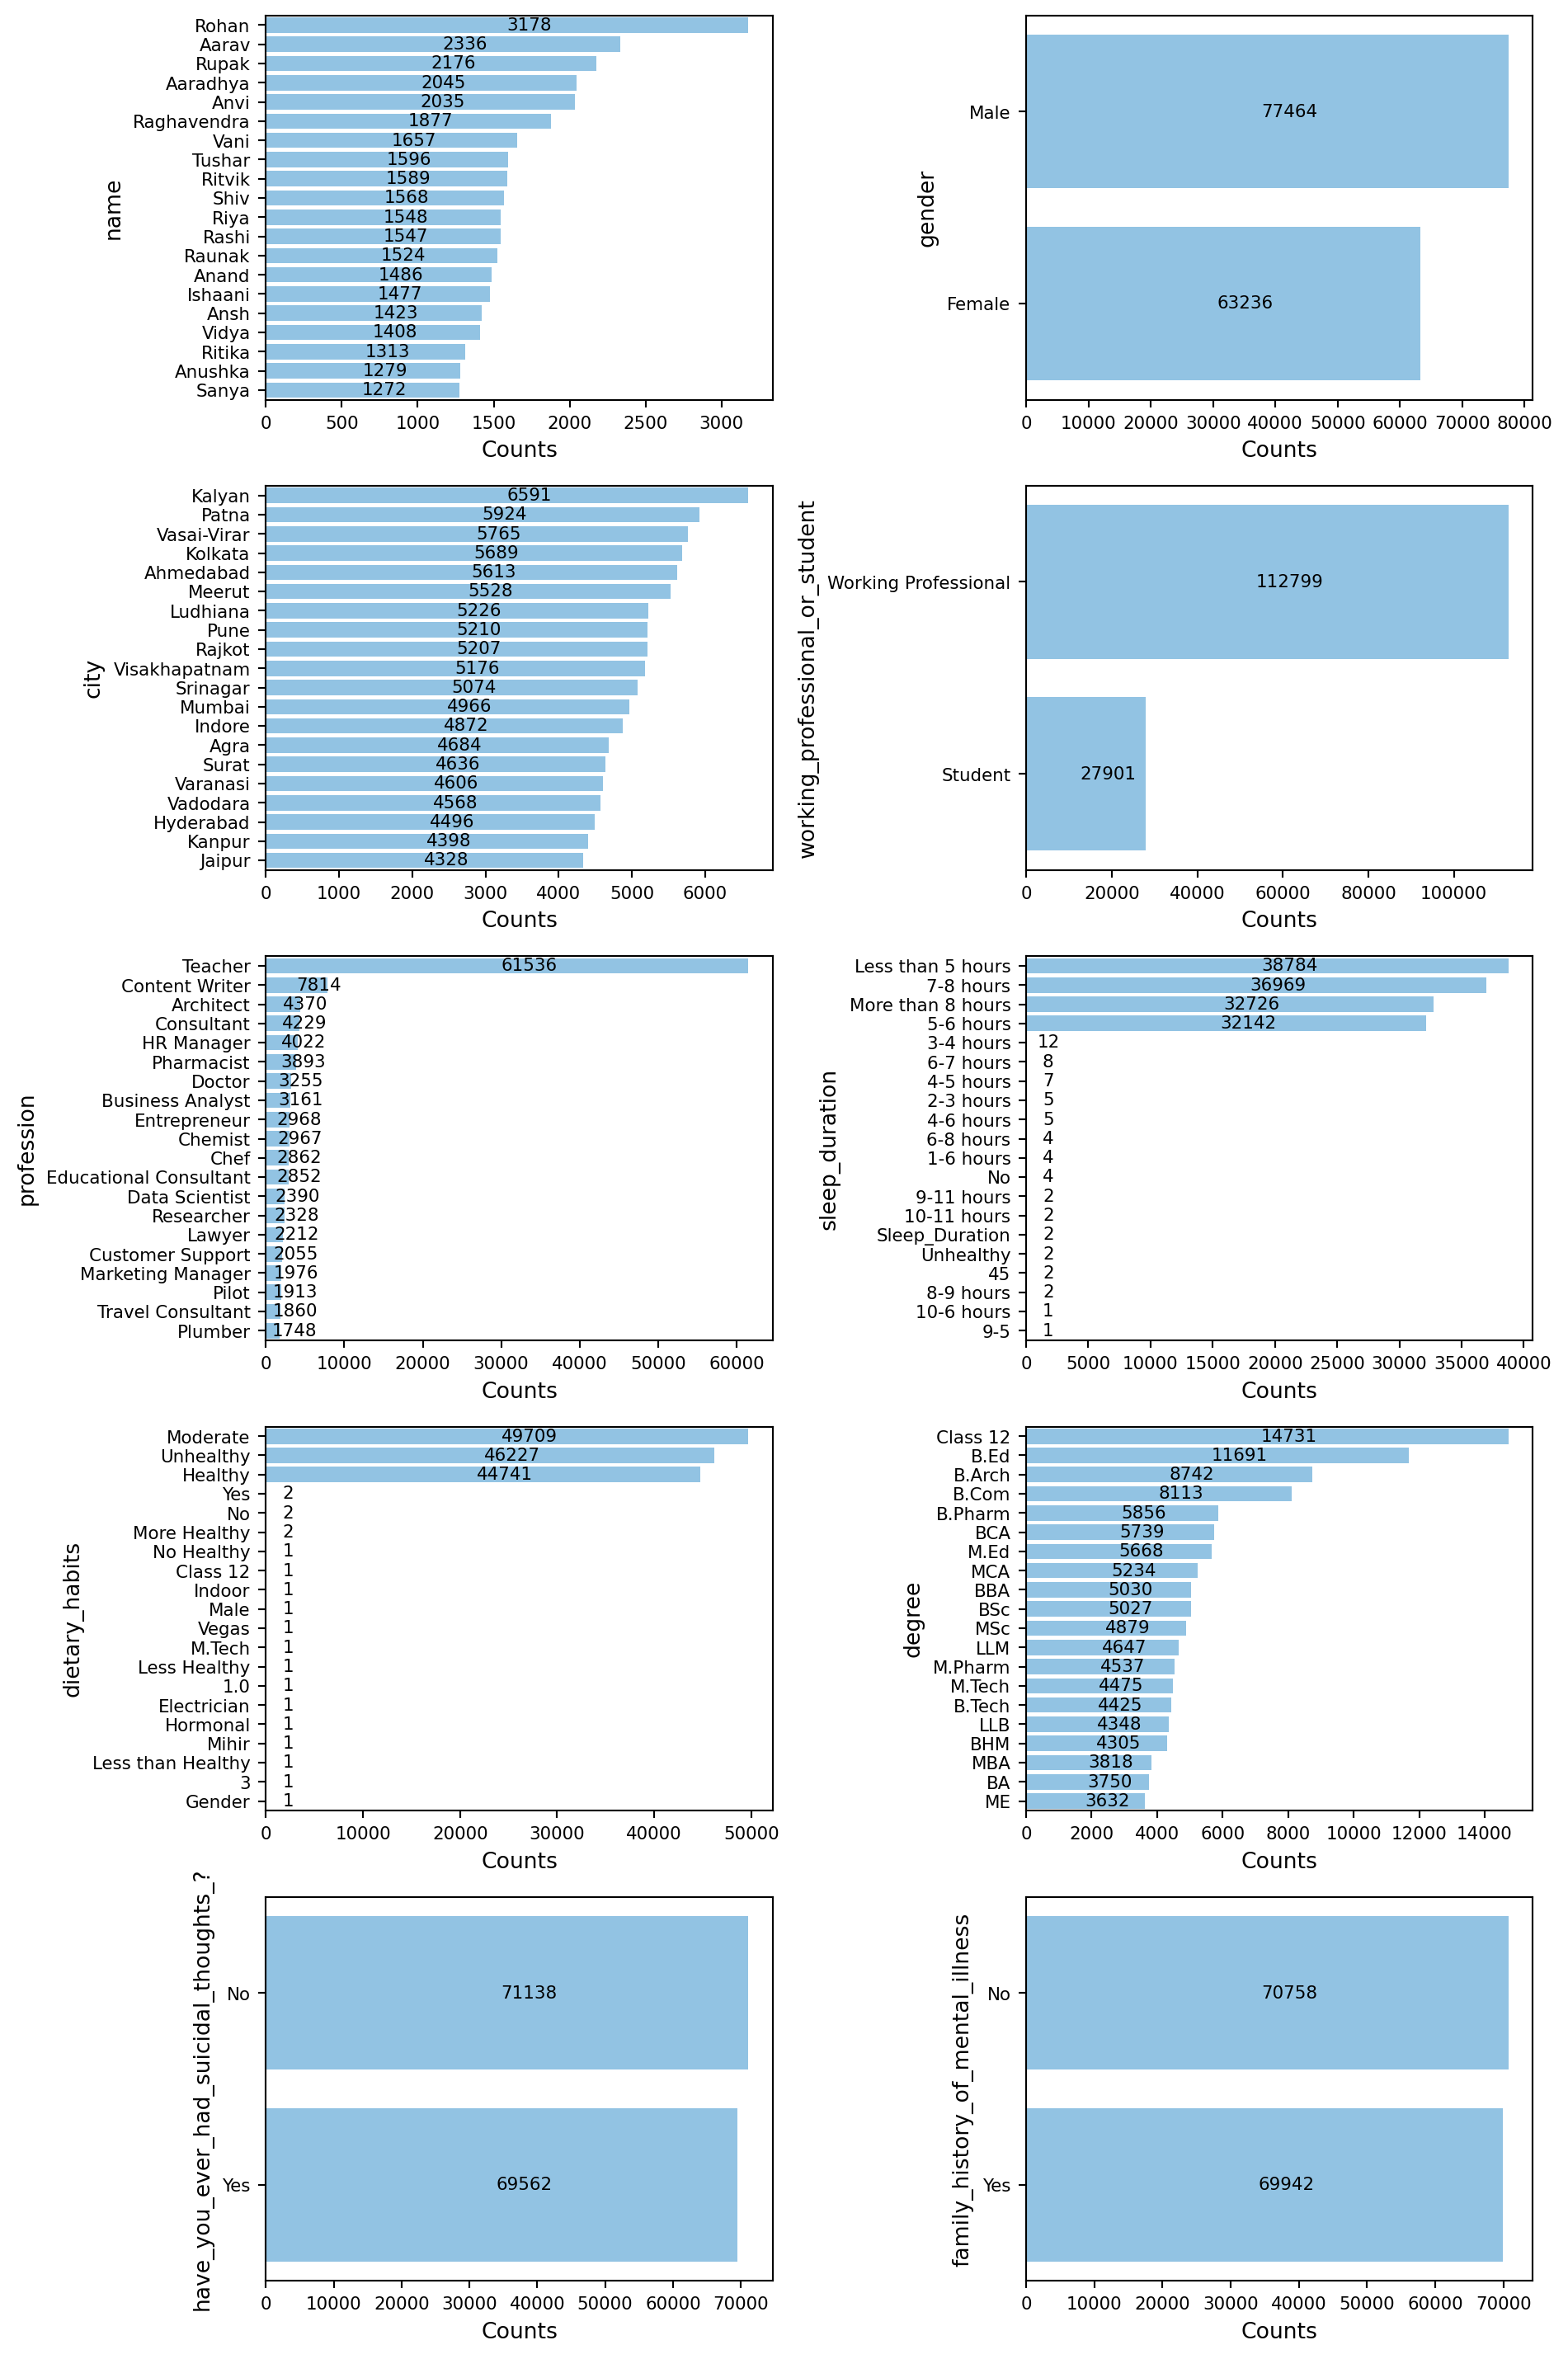 name
Rohan 3178
Aarav 2336
Rupak 2176
Aaradhya 2045
Anvi 2035
Raghavendra 1877
Vani 1657
Tushar 1596
Ritvik 1589
Shiv 1568
Riya 1548
Rashi 1547
Raunak 1524
Anand 1486
Ishaani 1477
Ansh 1423
Vidya 1408
Ritika 1313
Anushka 1279
Sanya 1272
0 500 1000 1500 2000 2500 3000
Counts
gender
Male 77464
Female 63236
0 10000 20000 30000 40000 50000 60000 70000 80000
Counts
city
Kalyan 6591
Patna 5924
Vasai-Virar 5765
Kolkata 5689
Ahmedabad 5613
Meerut 5528
Ludhiana 5226
Pune 5210
Rajkot 5207
Visakhapatnam 5176
Srinagar 5074
Mumbai 4966
Indore 4872
Agra 4684
Surat 4636
Varanasi 4606
Vadodara 4568
Hyderabad 4496
Kanpur 4398
Jaipur 4328
0 1000 2000 3000 4000 5000 6000
Counts
working_professional_or_student
Working Professional 112799
Student 27901
0 20000 40000 60000 80000 100000
Counts
profession
Teacher 61536
Content Writer 7814
Architect 4370
Consultant 4229
HR Manager 4022
Pharmacist 3893
Doctor 3255
Business Analyst 3161
Entrepreneur 2968
Chemist 2967
Chef 2862
Educational Consultant 2852
Data Scientist 2390
Researcher 2328
Lawyer 2212
Customer Support 2055
Marketing Manager 1976
Pilot 1913
Travel Consultant 1860
Plumber 1748
0 10000 20000 30000 40000 50000 60000
Counts
sleep_duration
Less than 5 hours 38784
7-8 hours 36969
More than 8 hours 32726
5-6 hours 32142
3-4 hours 12
6-7 hours 8
4-5 hours 7
2-3 hours 5
4-6 hours 5
6-8 hours 4
1-6 hours 4
No 4
9-11 hours 2
10-11 hours 2
Sleep_Duration 2
Unhealthy 2
45 2
8-9 hours 2
10-6 hours 1
9-5 1
0 5000 10000 15000 20000 25000 30000 35000 40000
Counts
dietary_habits
Moderate 49709
Unhealthy 46227
Healthy 44741
Yes 2
No 2
More Healthy 2
No Healthy 1
Class 12 1
Indoor 1
Male 1
Vegas 1
M.Tech 1
Less Healthy 1
1.0 1
Electrician 1
Hormonal 1
Mihir 1
Less than Healthy 1
3 1
Gender 1
0 10000 20000 30000 40000 50000
Counts
degree
Class 12 14731
B.Ed 11691
B.Arch 8742
B.Com 8113
B.Pharm 5856
BCA 5739
M.Ed 5668
MCA 5234
BBA 5030
BSc 5027
MSc 4879
LLM 4647
M.Pharm 4537
M.Tech 4475
B.Tech 4425
LLB 4348
BHM 4305
MBA 3818
BA 3750
ME 3632
0 2000 4000 6000 8000 10000 12000 14000
Counts
have_you_ever_had_suicidal_thoughts_?
No 71138
Yes 69562
0 10000 20000 30000 40000 50000 60000 70000
Counts
family_history_of_mental_illness
No 70758
Yes 69942
0 10000 20000 30000 40000 50000 60000 70000
Counts